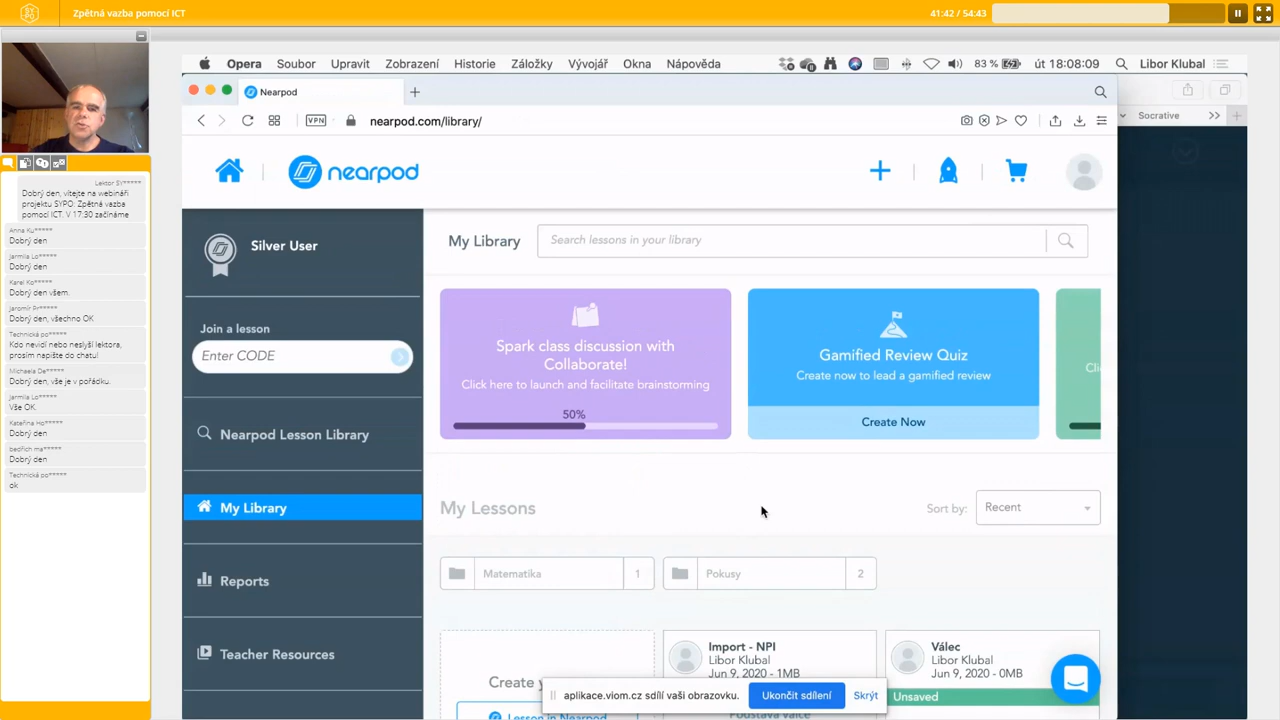 Zpětná vazba pomocí ICT
41:42 / 54:43
Lektor SY*****
Dobrý den, vítejte na webináři
projektu SYPO. Zpětná vazba
pomocí ICT. V 17:30 začínáme
Anna Ku*****
Dobrý den
Jarmila Lo*****
Dobrý den
Karel Ko*****
Dobrý den všem.
Jaromír Pr*****
Dobrý den, všechno OK
Technická po*****
Kdo nevidí nebo neslyší lektora,
prosím napište do chatu!
Michaela De*****
Dobrý den, vše je v pořádku.
Jarmila Lo*****
Vše OK.
Kateřina Ho*****
Dobrý den
bedřich ma*****
Dobrý den
Technická po*****
ok
Opera Soubor Upravit Zobrazení Historie Záložky Vývojář Okna Nápověda
83 % út 18:08:09 Libor Klubal
Nearpod
VPN nearpod.com/library/
Socrative
nearpod
Silver User
Join a lesson
Enter CODE
Nearpod Lesson Library
My Library
Reports
Teacher Resources
My Library Search lessons in your library
Spark class discussion with
Collaborate!
Click here to launch and facilitate brainstorming
50%
Gamified Review Quiz
Create now to lead a gamified review
Create Now
My Lessons
Sort by: Recent
Matematika 1
Pokusy 2
Import - NPI
Libor Klubal
Jun 9, 2020 - 1MB
Válec
Libor Klubal
Jun 9, 2020 - 0MB
Unsaved
aplikace.viom.cz sdílí vaši obrazovku. Ukončit sdílení Skrýt